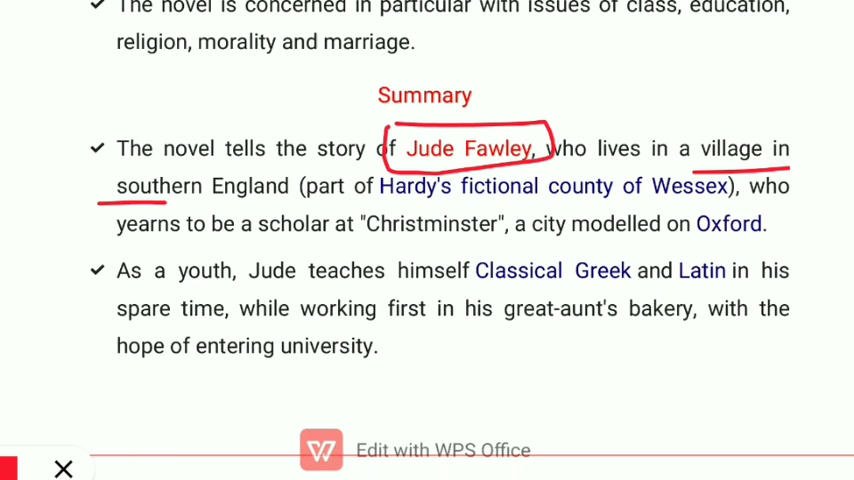 The novel is concerned in particular with issues of class, education,
religion, morality and marriage.
Summary
The novel tells the story of Jude Fawley, who lives in a village in
southern England (part of Hardy's fictional county of Wessex), who
yearns to be a scholar at "Christminster", a city modelled on Oxford.
As a youth, Jude teaches himself Classical Greek and Latin in his
spare time, while working first in his great-aunt's bakery, with the
hope of entering university.
Edit with WPS Office